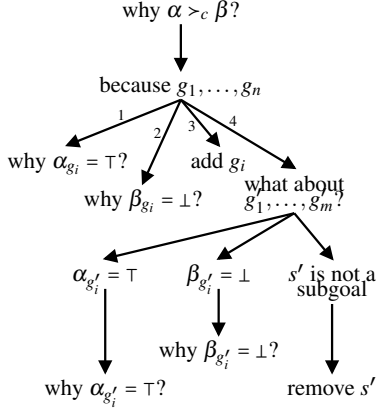 why α ≻c β?
because g1, …, gn
1
2
3
4
why αgi = ⊤?
why βgi = ⊥?
add gi
what about
g′1, …, g′m?
αg′i = ⊤
βg′i = ⊥
s′ is not a
subgoal
why βg′i = ⊥?
why αg′i = ⊤?
remove s′